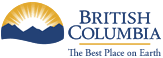 BRITISH
COLUMBIA
The Best Place on Earth